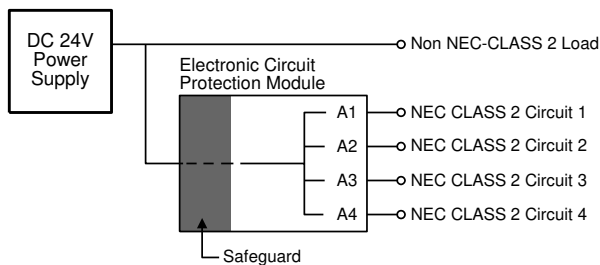 DC 24V
Power
Supply
Non NEC-CLASS 2 Load
Electronic Circuit
Protection Module
A1
NEC CLASS 2 Circuit 1
A2
NEC CLASS 2 Circuit 2
A3
NEC CLASS 2 Circuit 3
A4
NEC CLASS 2 Circuit 4
Safeguard